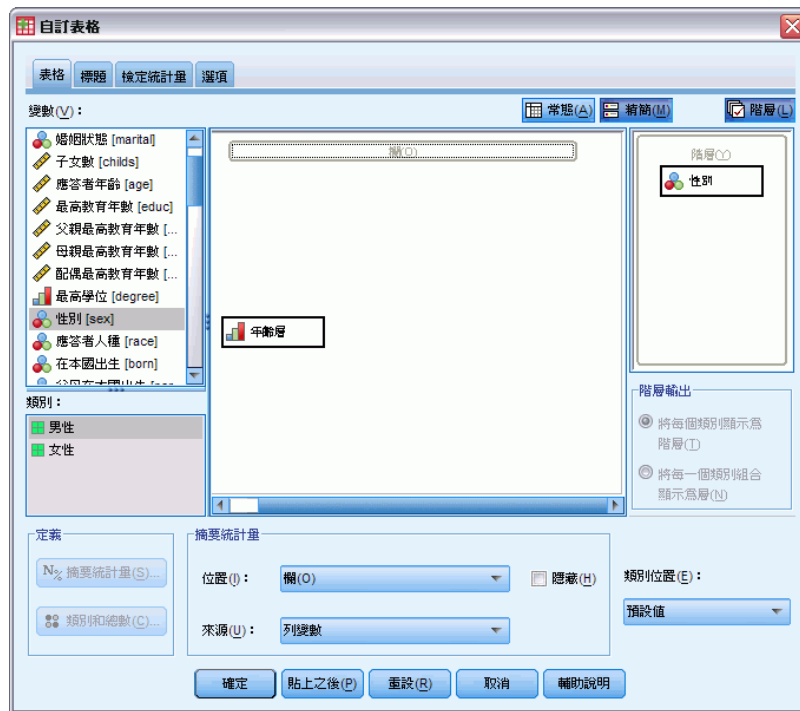 自訂表格
表格 標題 檢定統計量 選項
變數(V)：
常態(A) 精簡(M) 階層(L)
婚姻狀態 [marital]
子女數 [childs]
應答者年齡 [age]
最高教育年數 [educ]
父親最高教育年數 [...
母親最高教育年數 [...
配偶最高教育年數 [...
最高學位 [degree]
性別 [sex]
應答者人種 [race]
在本國出生 [born]
欄(O)
年齡層
階層(Y)
性別
類別：
男性
女性
階層輸出
將每個類別顯示為
階層(T)
將每一個類別組合
顯示為層(N)
定義
N% 摘要統計量(S)...
類別和總數(C)...
摘要統計量
位置(I)： 欄(O) 隱藏(H)
來源(U)： 列變數
類別位置(E)：
預設值
確定 貼上之後(P) 重設(R) 取消 輔助說明